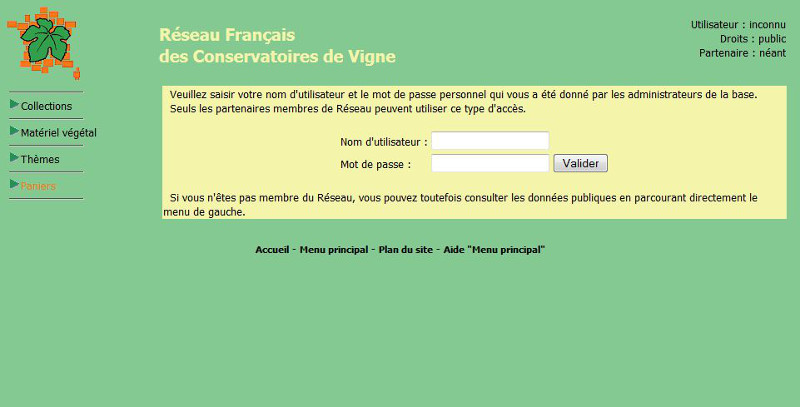 Réseau Français
des Conservatoires de Vigne
Utilisateur : inconnu
Droits : public
Partenaire : néant
Collections
Matériel végétal
Thèmes
Paniers
Veuillez saisir votre nom d'utilisateur et le mot de passe personnel qui vous a été donné par les administrateurs de la base.
Seuls les partenaires membres de Réseau peuvent utiliser ce type d'accès.
Nom d'utilisateur :
Mot de passe : Valider
Si vous n'êtes pas membre du Réseau, vous pouvez toutefois consulter les données publiques en parcourant directement le
menu de gauche.
Accueil - Menu principal - Plan du site - Aide "Menu principal"